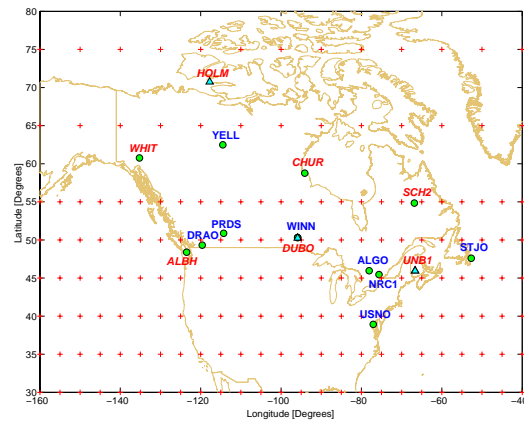 80
75
70
65
60
55
50
45
40
35
30
Latitude [Degrees]
HOLM
YELL
WHIT
CHUR
SCH2
PRDS
WINN
DRAO
DUBO
STJO
ALBH
ALGO
UNB1
NRC1
USNO
−160
−140
−120
−100
−80
−60
−40
Longitude [Degrees]